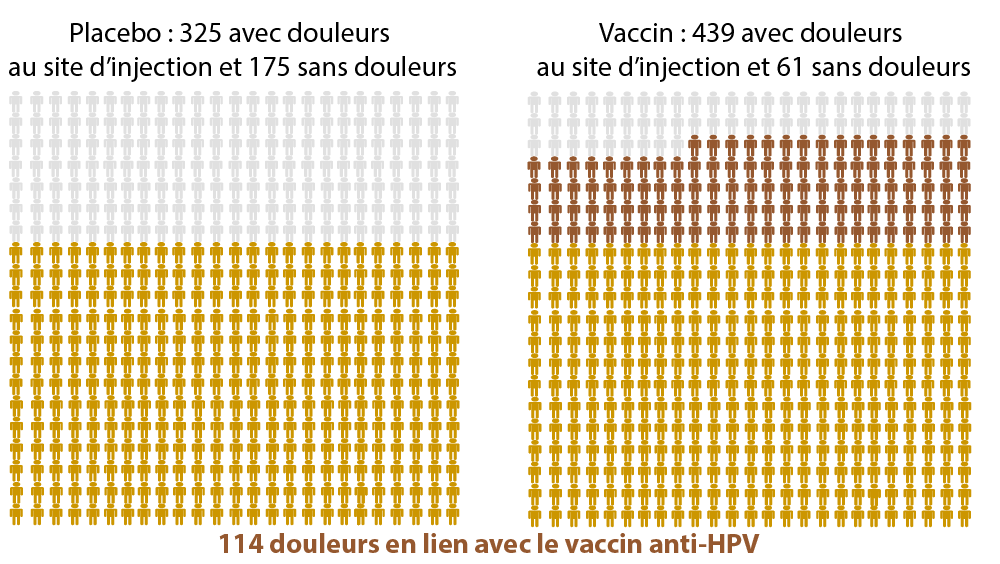 Placebo : 325 avec douleurs
au site d’injection et 175 sans douleurs
Vaccin : 439 avec douleurs
au site d’injection et 61 sans douleurs
114 douleurs en lien avec le vaccin anti-HPV